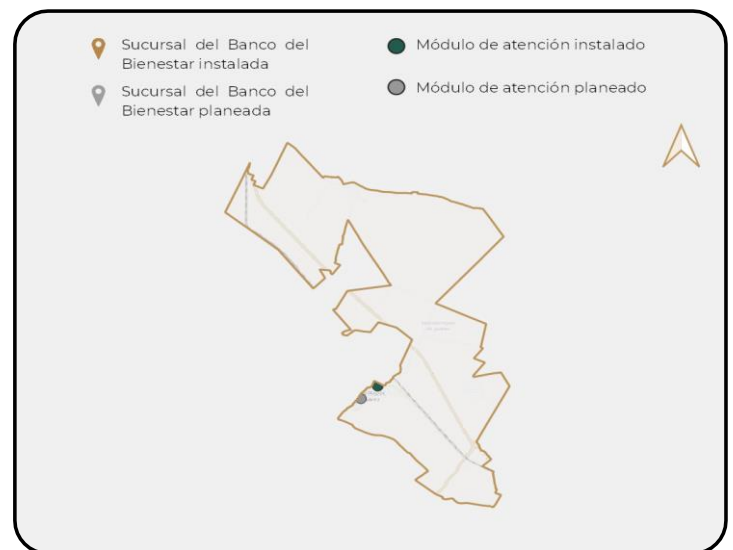 Sucursal del Banco del
Bienestar instalada
Sucursal del Banco del
Bienestar planeada
Módulo de atención instalado
Módulo de atención planeado